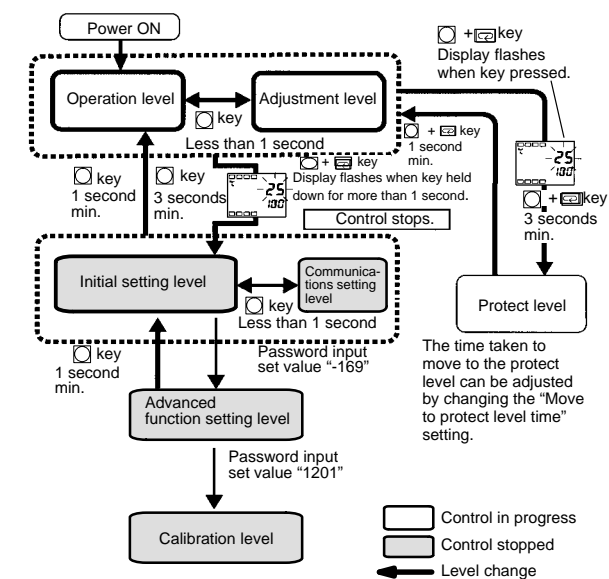 Power ON
Operation level
Adjustment level
key
Less than 1 second
+ key
Display flashes
when key pressed.
+ key
1 second
min.
key
1 second
min.
key
3 seconds
min.
25
100
+ key
Display flashes when key held
down for more than 1 second.
Control stops.
25
100
+ key
3 seconds
min.
Initial setting level
Communica-
tions setting
level
key
Less than 1 second
Protect level
key
1 second
min.
Password input
set value "-169"
The time taken to
move to the protect
level can be adjusted
by changing the “Move
to protect level time”
setting.
Advanced
function setting level
Password input
set value “1201”
Calibration level
Control in progress
Control stopped
Level change